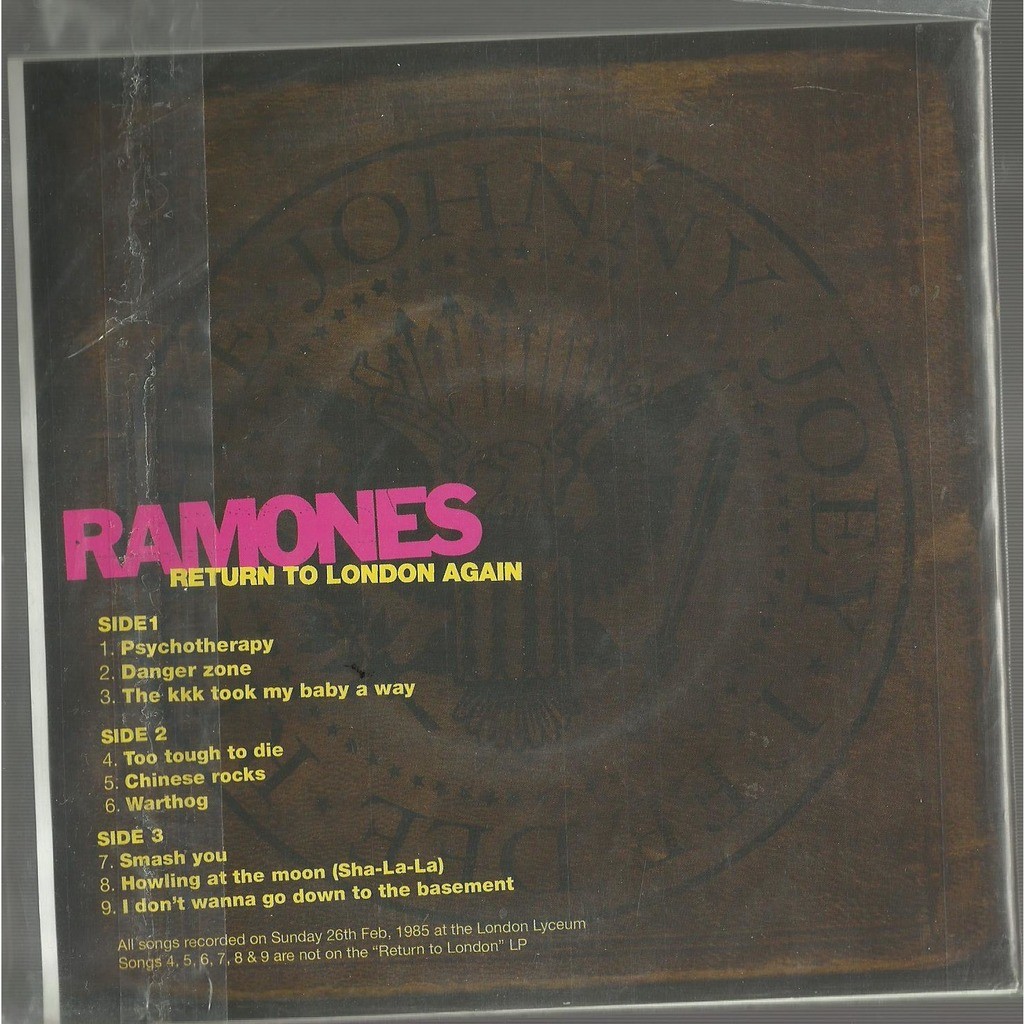 E · JOHNNY · JOEY · DEE DEE ·
RAMONES
RETURN TO LONDON AGAIN
SIDE1
1. Psychotherapy
2. Danger zone
3. The kkk took my baby a way
SIDE 2
4. Too tough to die
5. Chinese rocks
6. Warthog
SIDE 3
7. Smash you
8. Howling at the moon (Sha-La-La)
9. I don't wanna go down to the basement
All songs recorded on Sunday 26th Feb, 1985 at the London Lyceum
Songs 4, 5, 6, 7, 8 & 9 are not on the "Return to London" LP